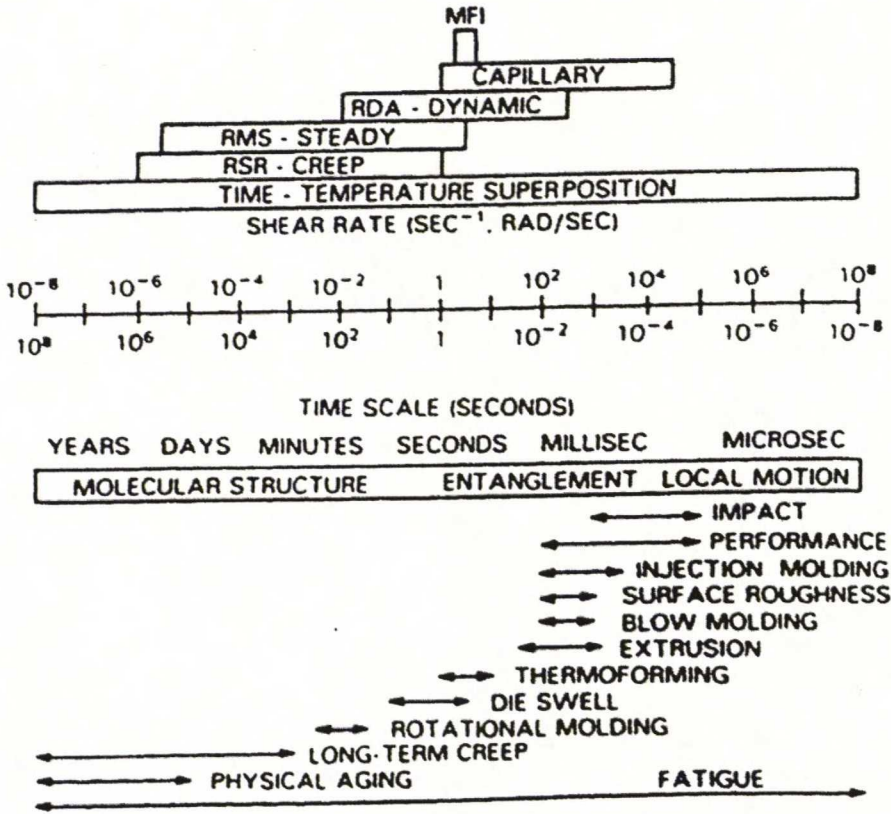 MFI
CAPILLARY
RDA - DYNAMIC
RMS - STEADY
RSR - CREEP
TIME - TEMPERATURE SUPERPOSITION
SHEAR RATE (SEC⁻¹, RAD/SEC)
10⁻⁸ 10⁻⁶ 10⁻⁴ 10⁻² 1 10² 10⁴ 10⁶ 10⁸
10⁸ 10⁶ 10⁴ 10² 1 10⁻² 10⁻⁴ 10⁻⁶ 10⁻⁸
TIME SCALE (SECONDS)
YEARS DAYS MINUTES SECONDS MILLISEC MICROSEC
MOLECULAR STRUCTURE ENTANGLEMENT LOCAL MOTION
IMPACT
PERFORMANCE
INJECTION MOLDING
SURFACE ROUGHNESS
BLOW MOLDING
EXTRUSION
THERMOFORMING
DIE SWELL
ROTATIONAL MOLDING
LONG-TERM CREEP
PHYSICAL AGING FATIGUE